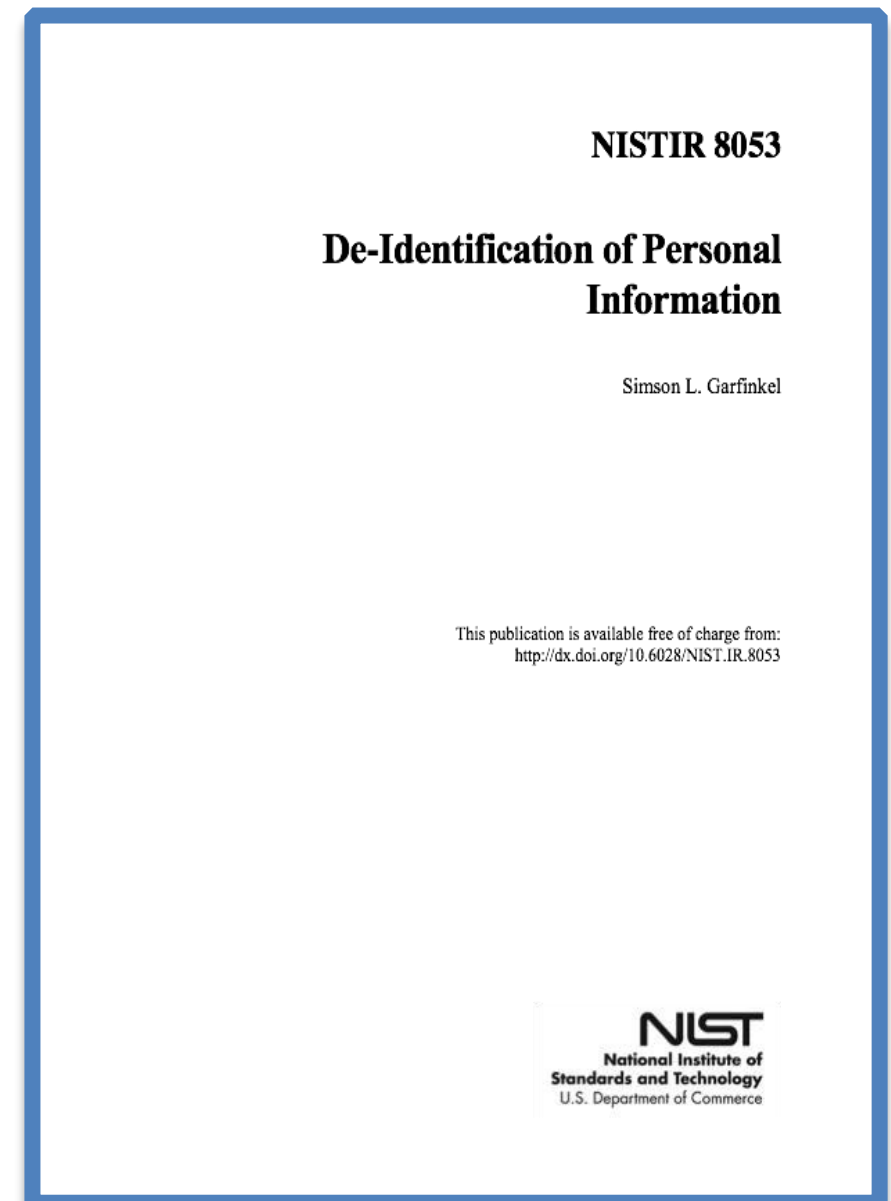 NISTIR 8053
De-Identification of Personal
Information
Simson L. Garfinkel
This publication is available free of charge from:
http://dx.doi.org/10.6028/NIST.IR.8053
NIST
National Institute of
Standards and Technology
U.S. Department of Commerce